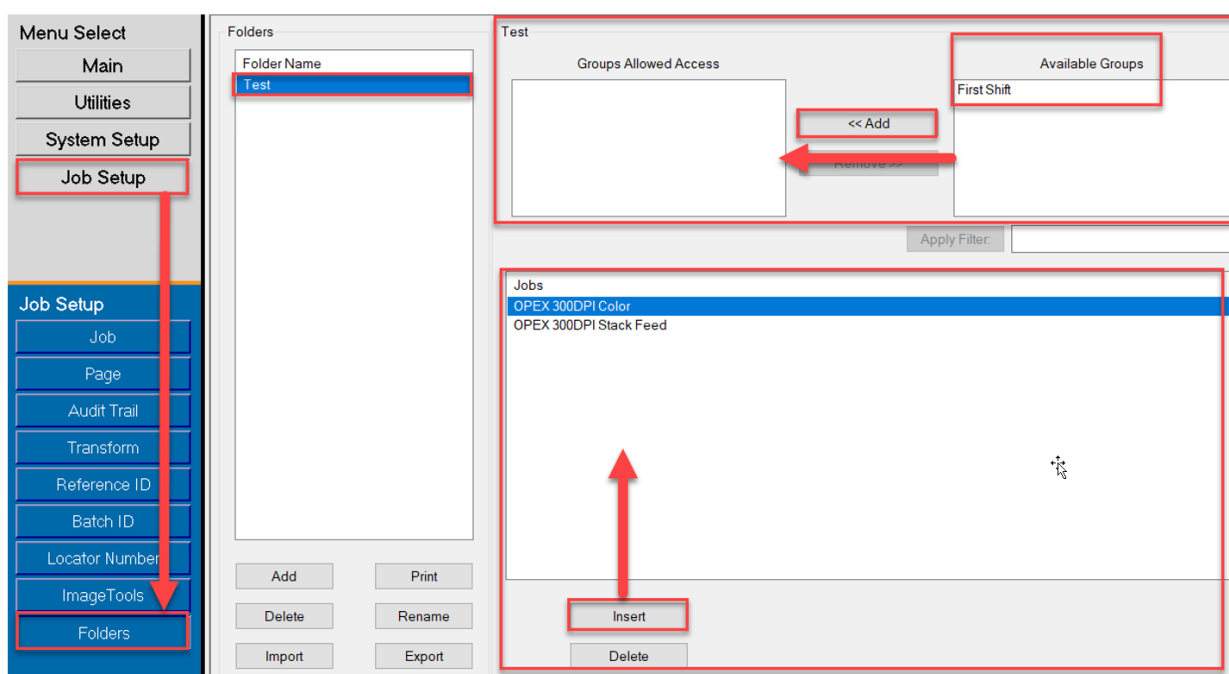 Menu Select
Main
Utilities
System Setup
Job Setup
Job Setup
Job
Page
Audit Trail
Transform
Reference ID
Batch ID
Locator Number
ImageTools
Folders
Folders
Folder Name
Test
Add
Print
Delete
Rename
Import
Export
Test
Groups Allowed Access
<< Add
Remove >>
Available Groups
First Shift
Apply Filter:
Jobs
OPEX 300DPI Color
OPEX 300DPI Stack Feed
Insert
Delete